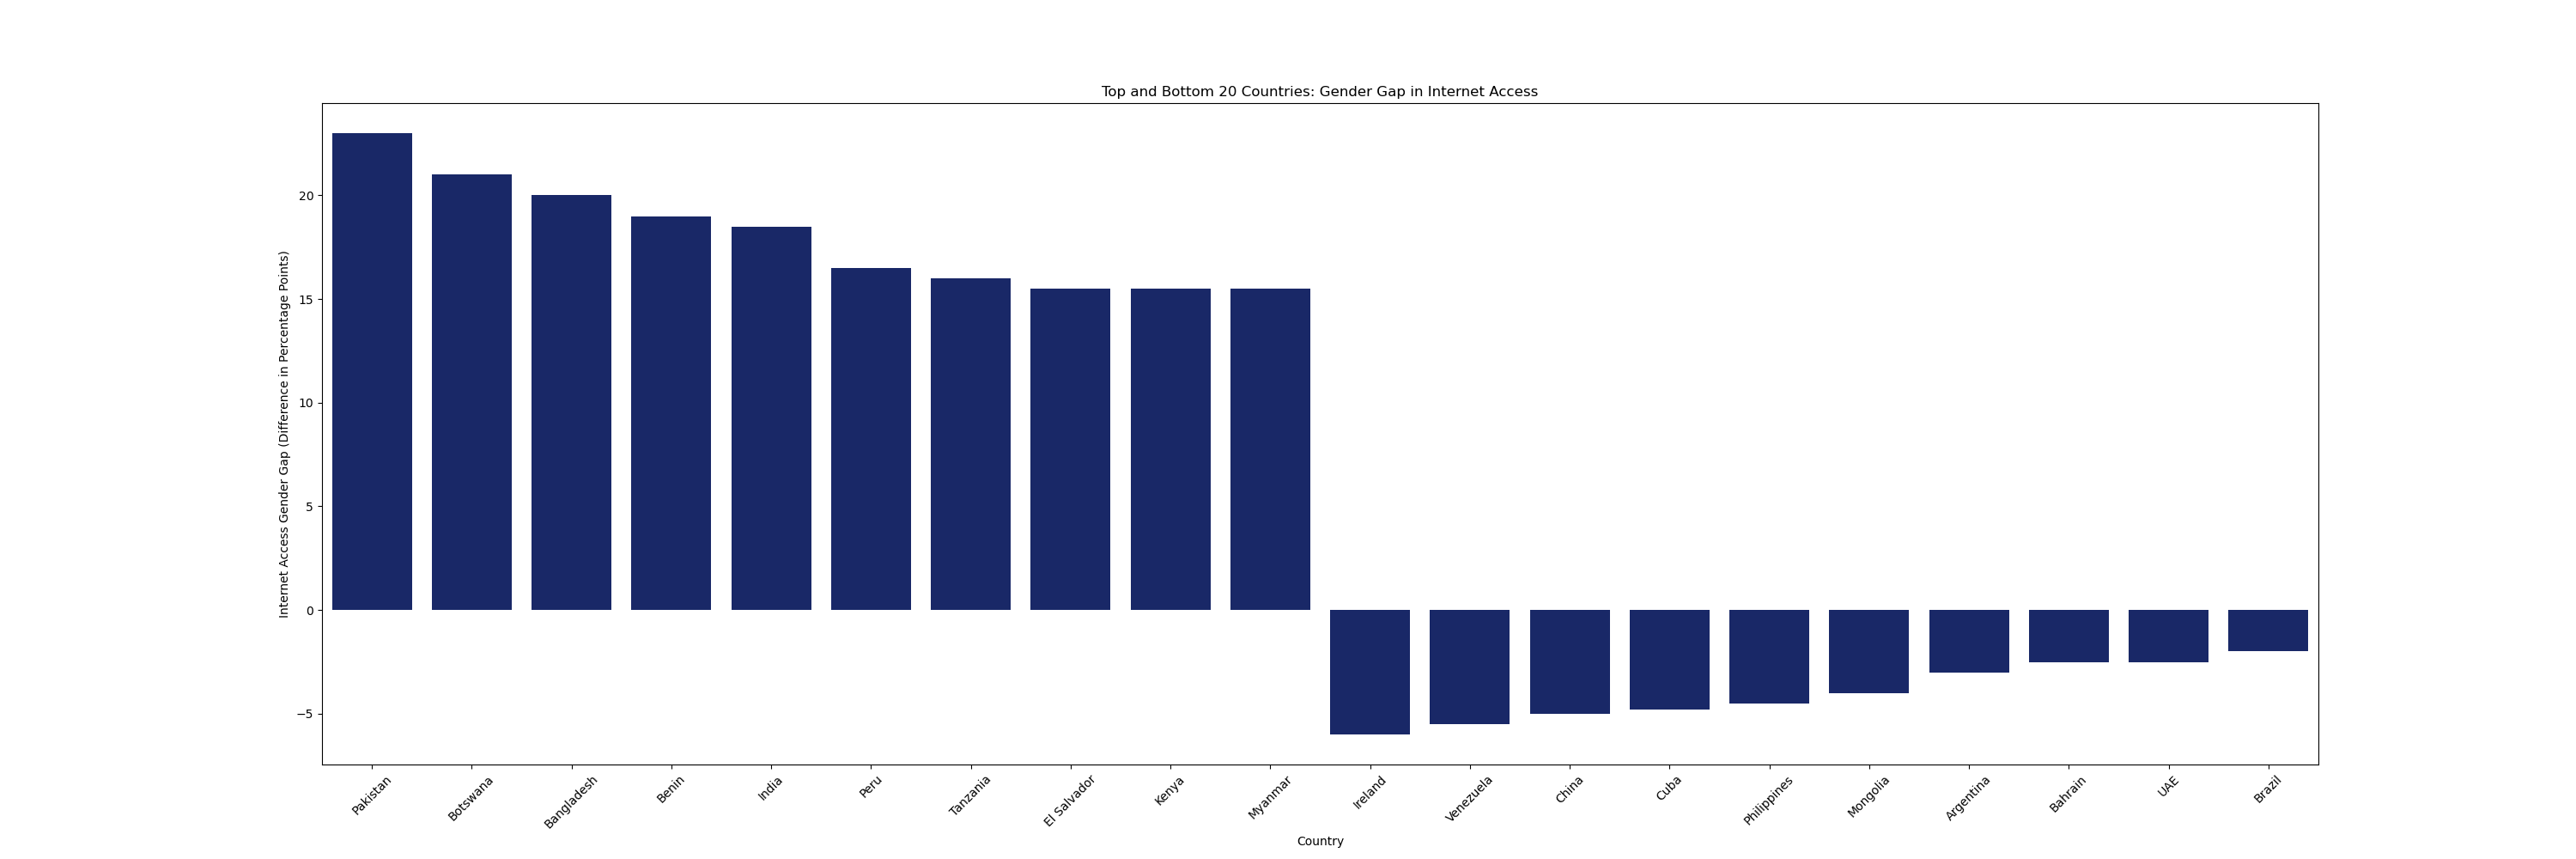 Top and Bottom 20 Countries: Gender Gap in Internet Access
Internet Access Gender Gap (Difference in Percentage Points)
20
15
10
5
0
−5
Pakistan
Botswana
Bangladesh
Benin
India
Peru
Tanzania
El Salvador
Kenya
Myanmar
Ireland
Venezuela
China
Cuba
Philippines
Mongolia
Argentina
Bahrain
UAE
Brazil
Country